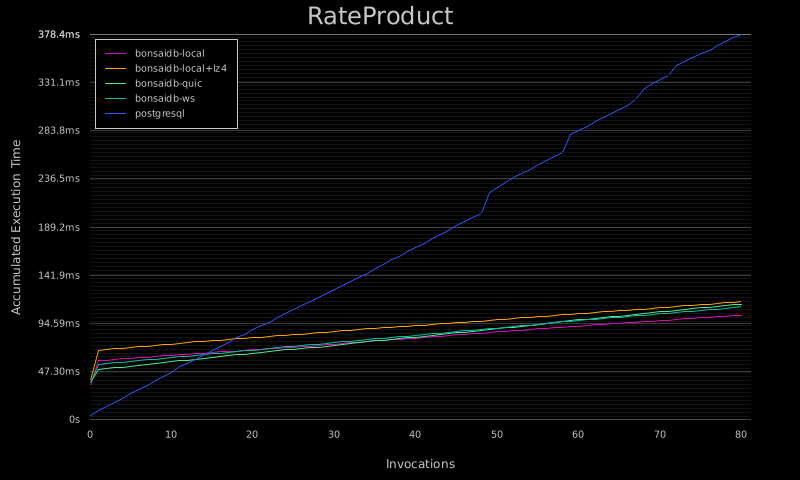 RateProduct
378.4ms
331.1ms
283.8ms
236.5ms
189.2ms
141.9ms
94.59ms
47.30ms
0s
bonsaidb-local
bonsaidb-local+lz4
bonsaidb-quic
bonsaidb-ws
postgresql
Accumulated Execution Time
0 10 20 30 40 50 60 70 80
Invocations